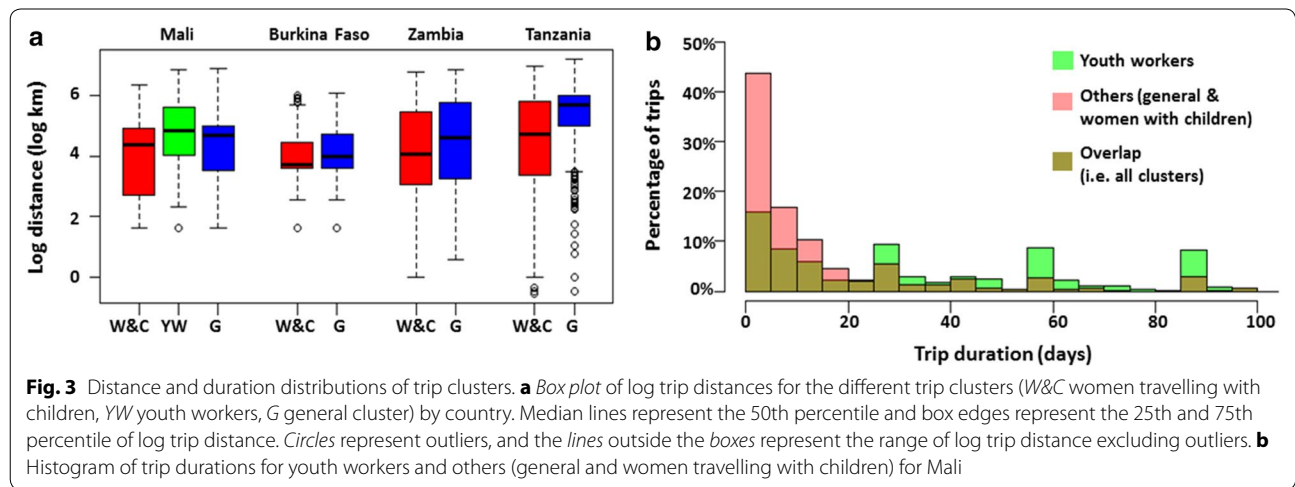 a
Mali Burkina Faso Zambia Tanzania
Log distance (log km)
6
4
2
0
W&C YW G W&C G W&C G W&C G
b
Percentage of trips
50%
40%
30%
20%
10%
0%
0 20 40 60 80 100
Trip duration (days)
Youth workers
Others (general &
women with children)
Overlap
(i.e. all clusters)
Fig. 3 Distance and duration distributions of trip clusters. a Box plot of log trip distances for the different trip clusters (W&C women travelling with
children, YW youth workers, G general cluster) by country. Median lines represent the 50th percentile and box edges represent the 25th and 75th
percentile of log trip distance. Circles represent outliers, and the lines outside the boxes represent the range of log trip distance excluding outliers. b
Histogram of trip durations for youth workers and others (general and women travelling with children) for Mali